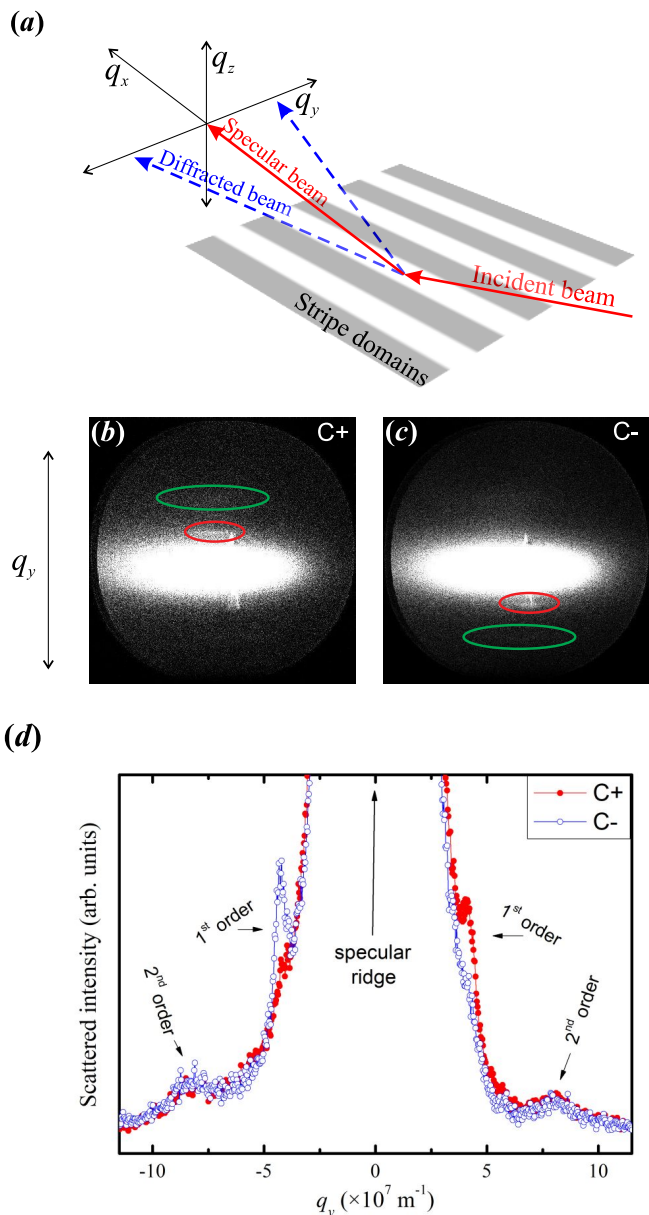 (a)
q_x
q_z
q_y
Specular beam
Diffracted beam
Incident beam
Stripe domains
(b)
C+
(c)
C-
q_y
(d)
C+
C-
1st order
1st order
specular
ridge
2nd order
2nd order
Scattered intensity (arb. units)
-10
-5
0
5
10
q_y (×10^7 m^-1)